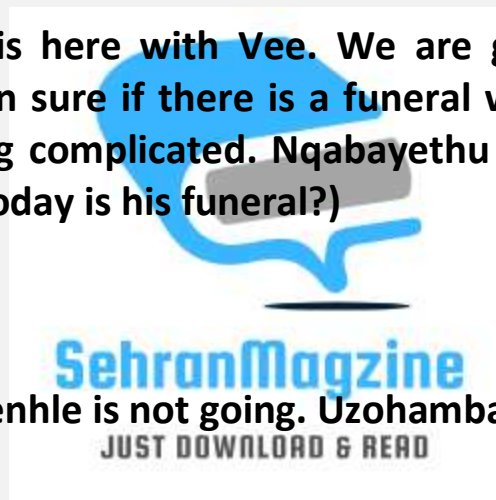 is here with Vee. We are g
n sure if there is a funeral v
g complicated. Nqabayethu
oday is his funeral?)
SehranMagzine
enhle is not going. Uzohamba
JUST DOWNLOAD & READ